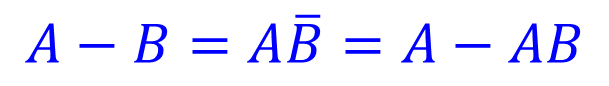 A − B = AB̅ = A − AB